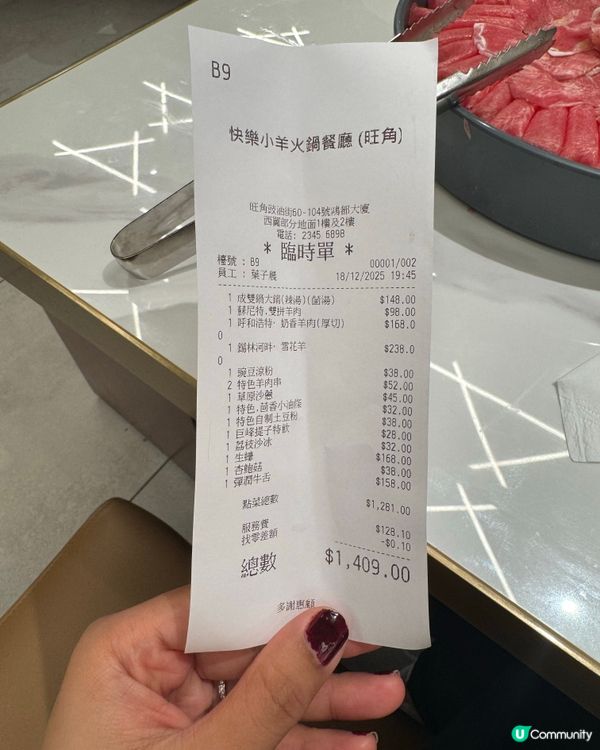 B9
快樂小羊火鍋餐廳 (旺角)
旺角豉油街60-104號鴻都大廈
西翼部分地面1樓及2樓
電話: 2345 6898
* 臨時單 *
檯號 : B9 00001/002
員工 : 葉子晨 18/12/2025 19:45
1 成雙鍋大鍋(辣湯)(菌湯) $148.00
1 蘇尼特,雙拼羊肉 $98.00
1 呼和浩特·奶香羊肉(厚切) $168.0
0
1 錫林河畔·雪花羊 $238.0
0
1 豌豆涼粉 $38.00
2 特色羊肉串 $52.00
1 草原沙蔥 $45.00
1 特色.茴香小油條 $32.00
1 特色自制土豆粉 $38.00
1 巨峰提子特飲 $28.00
1 荔枝沙冰 $32.00
1 生蠔 $168.00
1 杏鮑菇 $38.00
1 彈潤牛舌 $158.00
點菜總數 $1,281.00
服務費 $128.10
找零差額 -$0.10
總數 $1,409.00
多謝惠顧
U Community